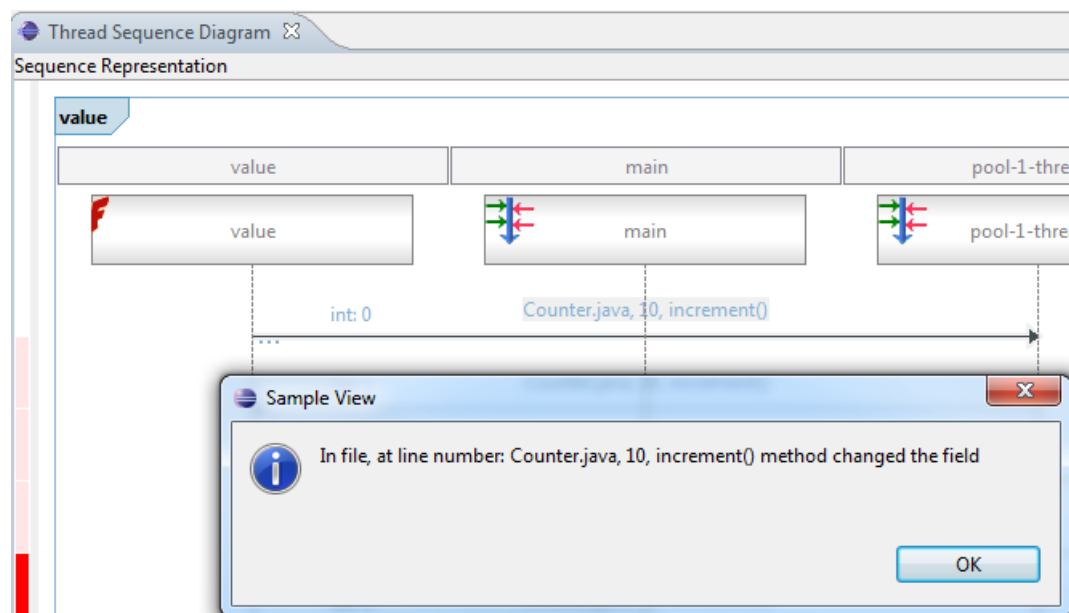 Thread Sequence Diagram
Sequence Representation
value
value main pool-1-thre
value main pool-1-thre
int: 0 Counter.java, 10, increment()
...
Sample View
In file, at line number: Counter.java, 10, increment() method changed the field
OK